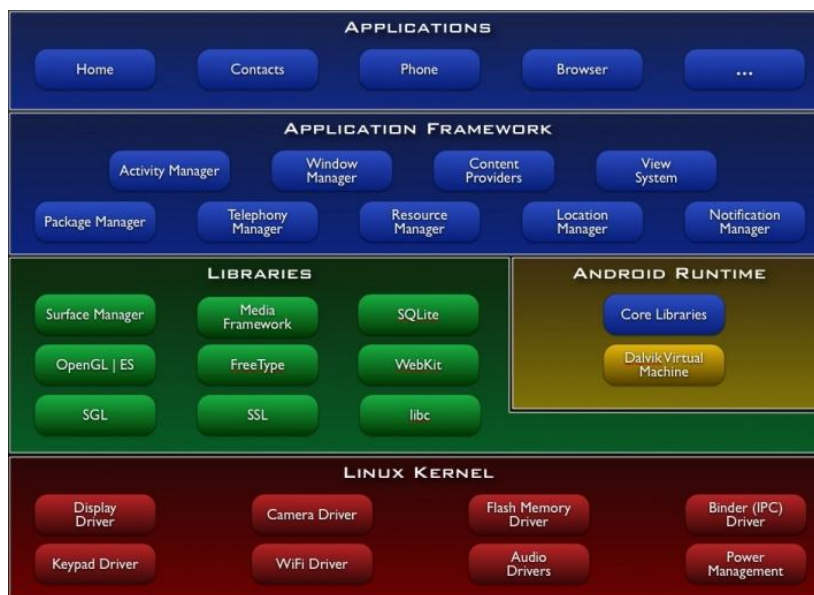 APPLICATIONS
Home
Contacts
Phone
Browser
...
APPLICATION FRAMEWORK
Activity Manager
Window
Manager
Content
Providers
View
System
Package Manager
Telephony
Manager
Resource
Manager
Location
Manager
Notification
Manager
LIBRARIES
Surface Manager
Media
Framework
SQLite
OpenGL | ES
FreeType
WebKit
SGL
SSL
libc
ANDROID RUNTIME
Core Libraries
Dalvik Virtual
Machine
LINUX KERNEL
Display
Driver
Camera Driver
Flash Memory
Driver
Binder (IPC)
Driver
Keypad Driver
WiFi Driver
Audio
Drivers
Power
Management